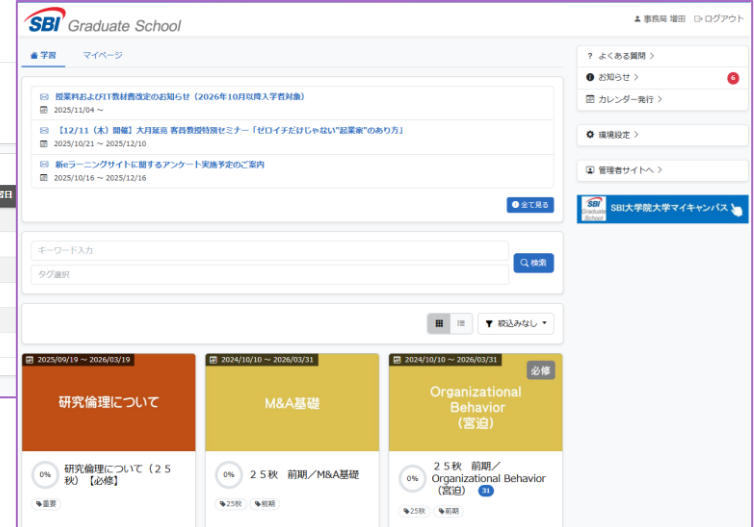 SBI Graduate School
事務局 増田
ログアウト
学習
マイページ
授業料およびIT教材費改定のお知らせ（2026年10月以降入学者対象）
2025/11/04 ～
【12/11（木）開催】大月延亮 客員教授特別セミナー「ゼロイチだけじゃない"起業家"のあり方」
2025/10/21 ～ 2025/12/10
新eラーニングサイトに関するアンケート実施予定のご案内
2025/10/16 ～ 2025/12/16
全て見る
キーワード入力
タグ選択
検索
絞込みなし
? よくある質問 >
お知らせ >
6
カレンダー発行 >
環境設定 >
管理者サイトへ >
SBI Graduate School
SBI大学院大学マイキャンパス
習日
2025/09/19 ～ 2026/03/19
研究倫理について
0%
研究倫理について（２５
秋）【必修】
重要
2024/10/10 ～ 2026/03/31
M&A基礎
0%
２５秋 前期／M&A基礎
25秋 前期
2024/10/10 ～ 2026/03/31
必修
Organizational
Behavior
（宮迫）
0%
２５秋 前期／
Organizational Behavior
（宮迫） 31
25秋 前期